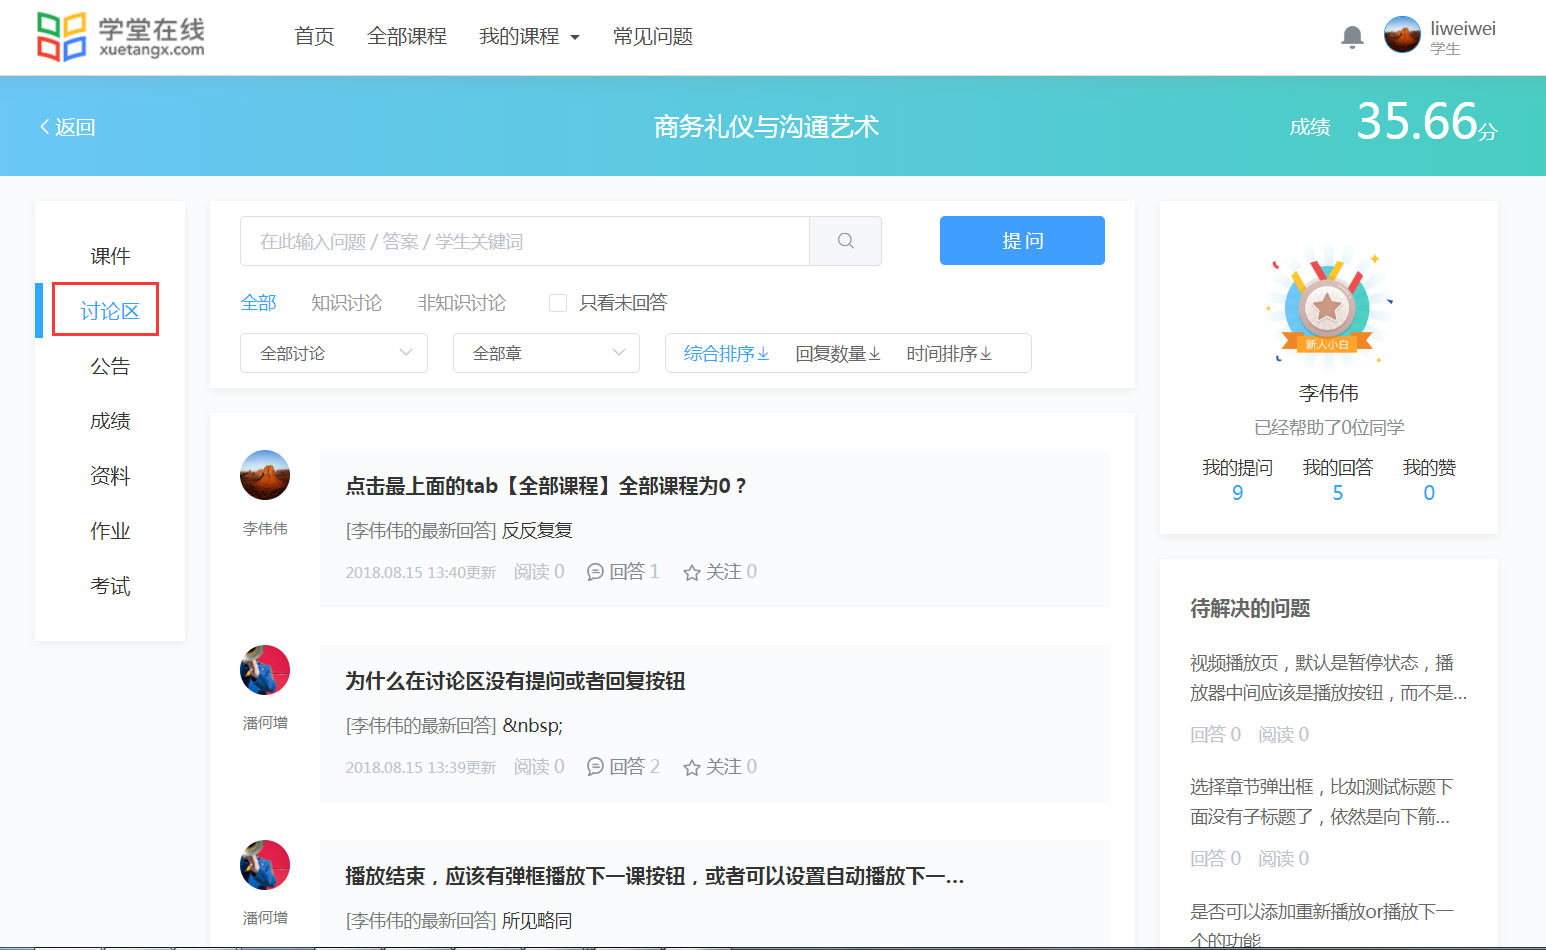 学堂在线
xuetangx.com
首页 全部课程 我的课程 常见问题
liweiwei
学生
返回
商务礼仪与沟通艺术
成绩 35.66分
课件
讨论区
公告
成绩
资料
作业
考试
在此输入问题 / 答案 / 学生关键词
提问
全部 知识讨论 非知识讨论 只看未回答
全部讨论 全部章 综合排序 回复数量 时间排序
李伟伟
点击最上面的tab【全部课程】全部课程为0？
[李伟伟的最新回答] 反反复复
2018.08.15 13:40更新 阅读 0 回答 1 关注 0
潘何增
为什么在讨论区没有提问或者回复按钮
[李伟伟的最新回答] &nbsp;
2018.08.15 13:39更新 阅读 0 回答 2 关注 0
潘何增
播放结束，应该有弹框播放下一课按钮，或者可以设置自动播放下一...
[李伟伟的最新回答] 所见略同
新人小白
李伟伟
已经帮助了0位同学
我的提问 我的回答 我的赞
9 5 0
待解决的问题
视频播放页，默认是暂停状态，播
放器中间应该是播放按钮，而不是...
回答 0 阅读 0
选择章节弹出框，比如测试标题下
面没有子标题了，依然是向下箭...
回答 0 阅读 0
是否可以添加重新播放or播放下一
个的功能